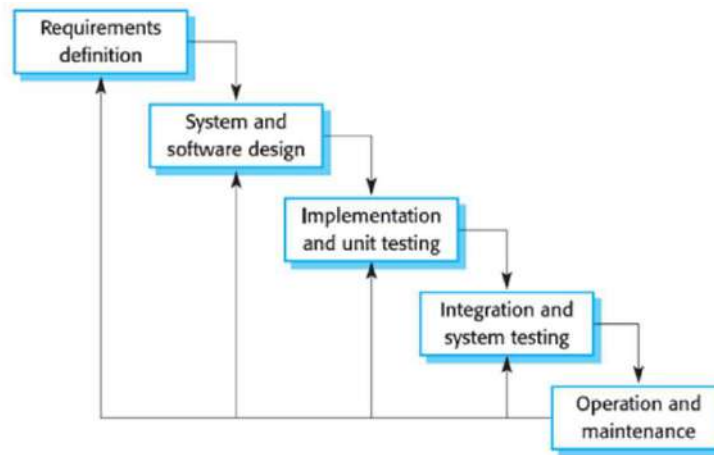 Requirements
definition
System and
software design
Implementation
and unit testing
Integration and
system testing
Operation and
maintenance